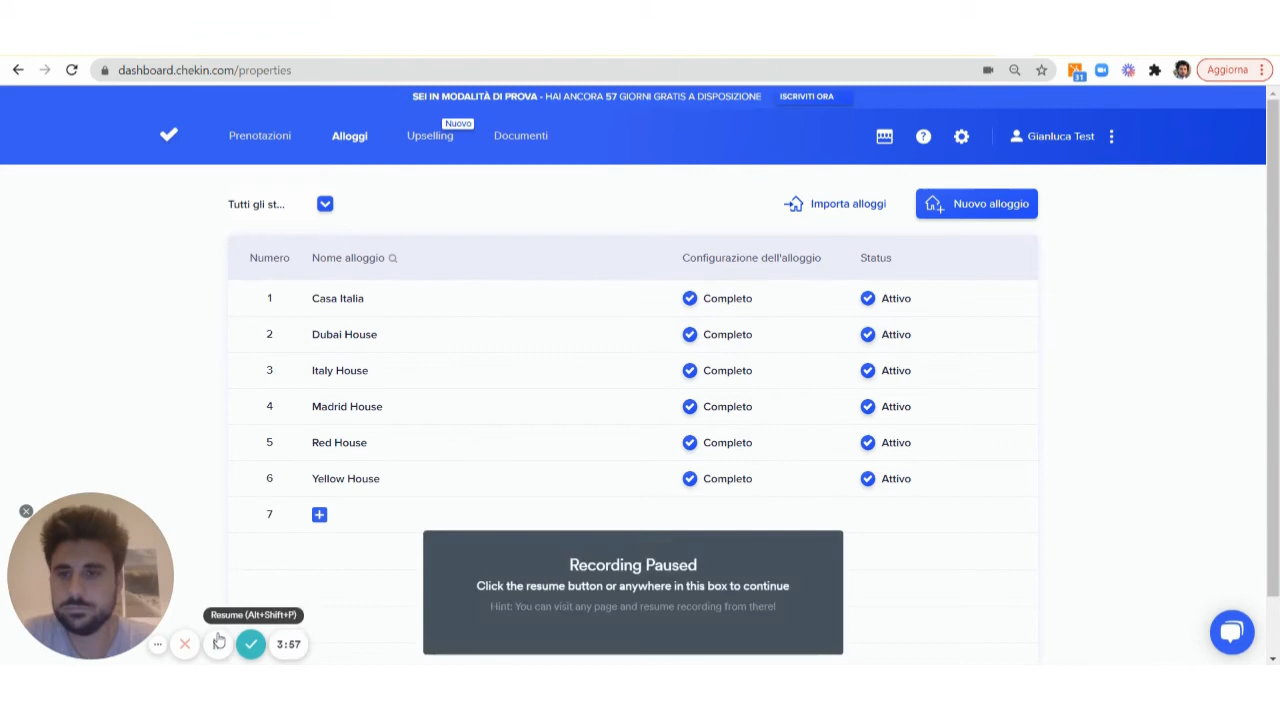 dashboard.chekin.com/properties
31
Aggiorna
SEI IN MODALITÀ DI PROVA - HAI ANCORA 57 GIORNI GRATIS A DISPOSIZIONE
ISCRIVITI ORA
Prenotazioni
Alloggi
Upselling
Nuovo
Documenti
Gianluca Test
Tutti gli st...
Importa alloggi
Nuovo alloggio
Numero Nome alloggio Configurazione dell'alloggio Status
1 Casa Italia Completo Attivo
2 Dubai House Completo Attivo
3 Italy House Completo Attivo
4 Madrid House Completo Attivo
5 Red House Completo Attivo
6 Yellow House Completo Attivo
7
Recording Paused
Click the resume button or anywhere in this box to continue
Hint: You can visit any page and resume recording from there!
Resume (Alt+Shift+P)
3:57